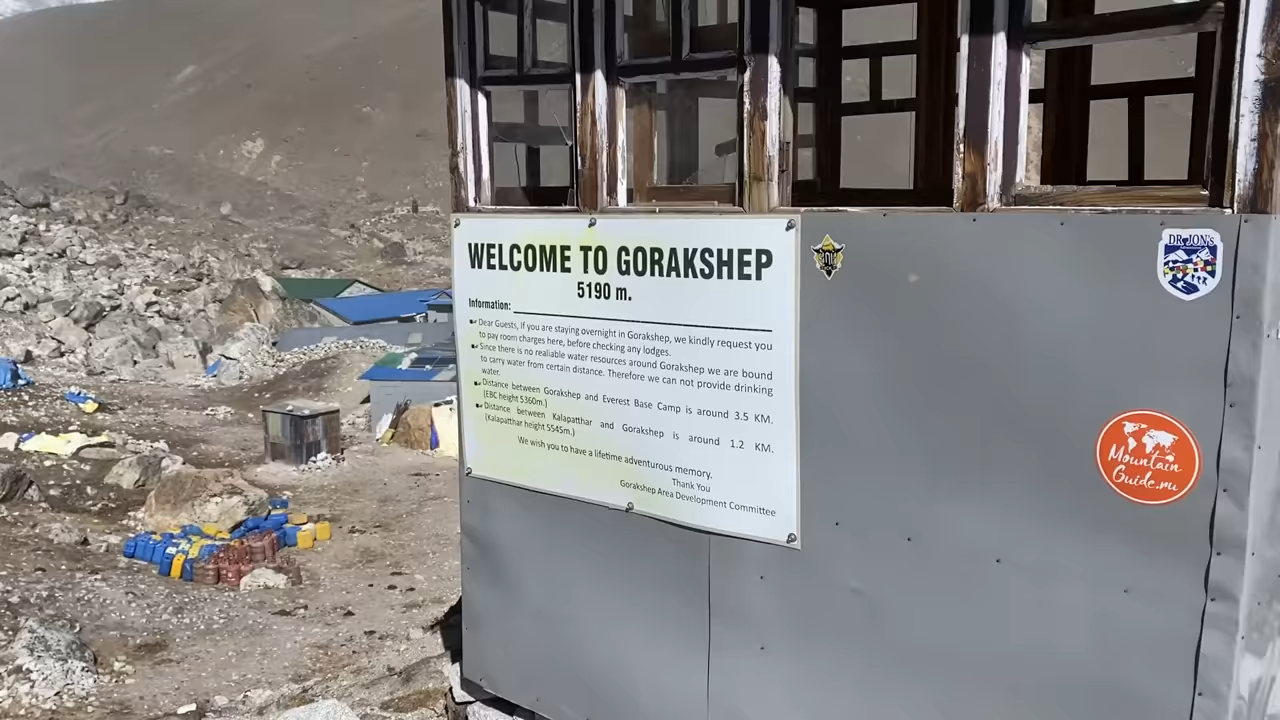 WELCOME TO GORAKSHEP
5190 m.
Information:
Dear Guests, If you are staying overnight in Gorakshep, we kindly request you
to pay room charges here, before checking any lodges.
Since there is no realiable water resources around Gorakshep we are bound
to carry water from certain distance. Therefore we can not provide drinking
water.
Distance between Gorakshep and Everest Base Camp is around 3.5 KM.
(EBC height 5360m.)
Distance between Kalapatthar and Gorakshep is around 1.2 KM.
(Kalapatthar height 5545m.)
We wish you to have a lifetime adventurous memory.
Thank You
Gorakshep Area Development Committee
DR JON's
Mountain
Guide.ru